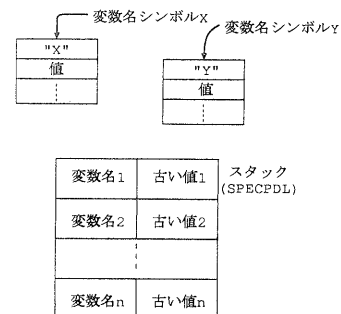 変数名シンボルX
変数名シンボルY
"X"
値
"Y"
値
変数名1 古い値1
スタック
(SPECPDL)
変数名2 古い値2
変数名n 古い値n